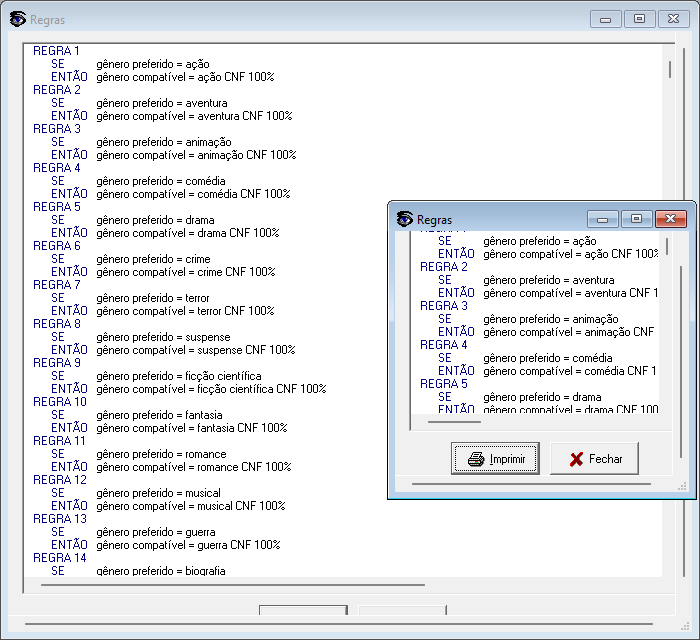 Regras
REGRA 1
SE gênero preferido = ação
ENTÃO gênero compatível = ação CNF 100%
REGRA 2
SE gênero preferido = aventura
ENTÃO gênero compatível = aventura CNF 100%
REGRA 3
SE gênero preferido = animação
ENTÃO gênero compatível = animação CNF 100%
REGRA 4
SE gênero preferido = comédia
ENTÃO gênero compatível = comédia CNF 100%
REGRA 5
SE gênero preferido = drama
ENTÃO gênero compatível = drama CNF 100%
REGRA 6
SE gênero preferido = crime
ENTÃO gênero compatível = crime CNF 100%
REGRA 7
SE gênero preferido = terror
ENTÃO gênero compatível = terror CNF 100%
REGRA 8
SE gênero preferido = suspense
ENTÃO gênero compatível = suspense CNF 100%
REGRA 9
SE gênero preferido = ficção científica
ENTÃO gênero compatível = ficção científica CNF 100%
REGRA 10
SE gênero preferido = fantasia
ENTÃO gênero compatível = fantasia CNF 100%
REGRA 11
SE gênero preferido = romance
ENTÃO gênero compatível = romance CNF 100%
REGRA 12
SE gênero preferido = musical
ENTÃO gênero compatível = musical CNF 100%
REGRA 13
SE gênero preferido = guerra
ENTÃO gênero compatível = guerra CNF 100%
REGRA 14
SE gênero preferido = biografia
Regras
SE gênero preferido = ação
ENTÃO gênero compatível = ação CNF 100%
REGRA 2
SE gênero preferido = aventura
ENTÃO gênero compatível = aventura CNF 1
REGRA 3
SE gênero preferido = animação
ENTÃO gênero compatível = animação CNF
REGRA 4
SE gênero preferido = comédia
ENTÃO gênero compatível = comédia CNF 1
REGRA 5
SE gênero preferido = drama
ENTÃO gênero compatível = drama CNF 100
Imprimir
Fechar